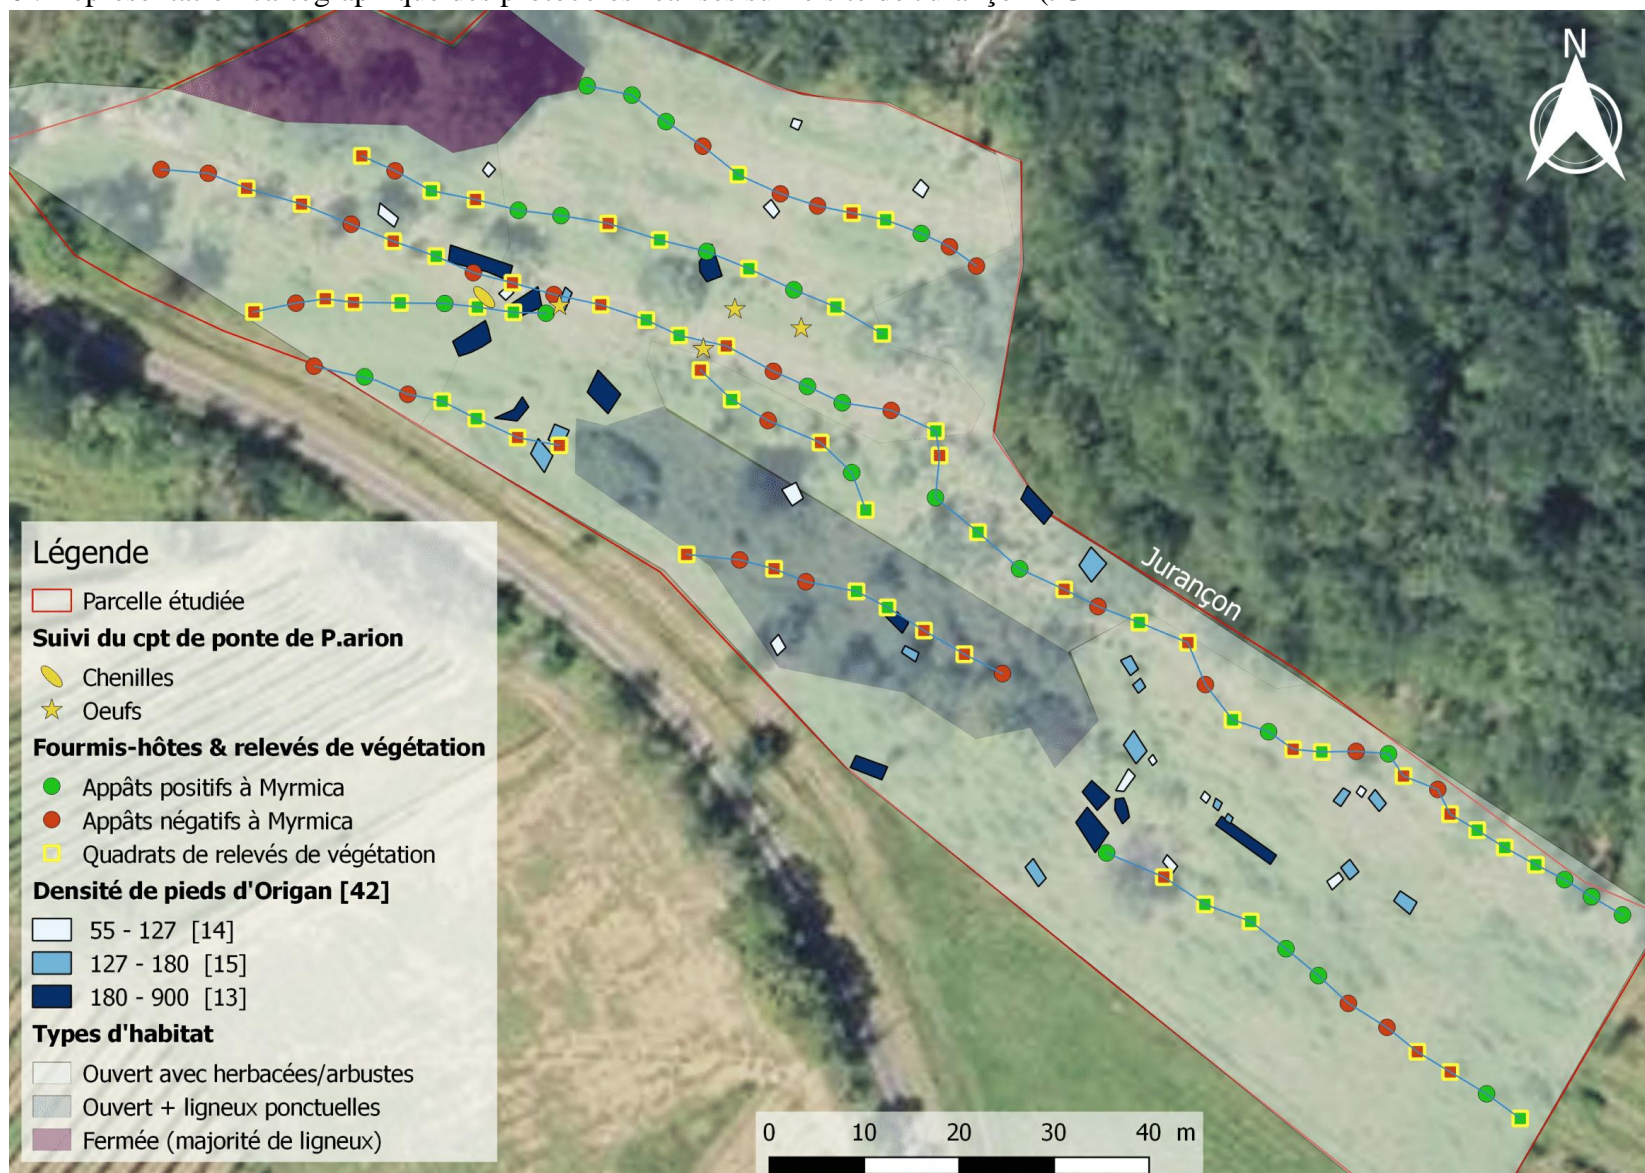 N
Jurançon
Légende
Parcelle étudiée
Suivi du cpt de ponte de P.arion
Chenilles
Oeufs
Fourmis-hôtes & relevés de végétation
Appâts positifs à Myrmica
Appâts négatifs à Myrmica
Quadrats de relevés de végétation
Densité de pieds d'Origan [42]
55 - 127 [14]
127 - 180 [15]
180 - 900 [13]
Types d'habitat
Ouvert avec herbacées/arbustes
Ouvert + ligneux ponctuelles
Fermée (majorité de ligneux)
0 10 20 30 40 m